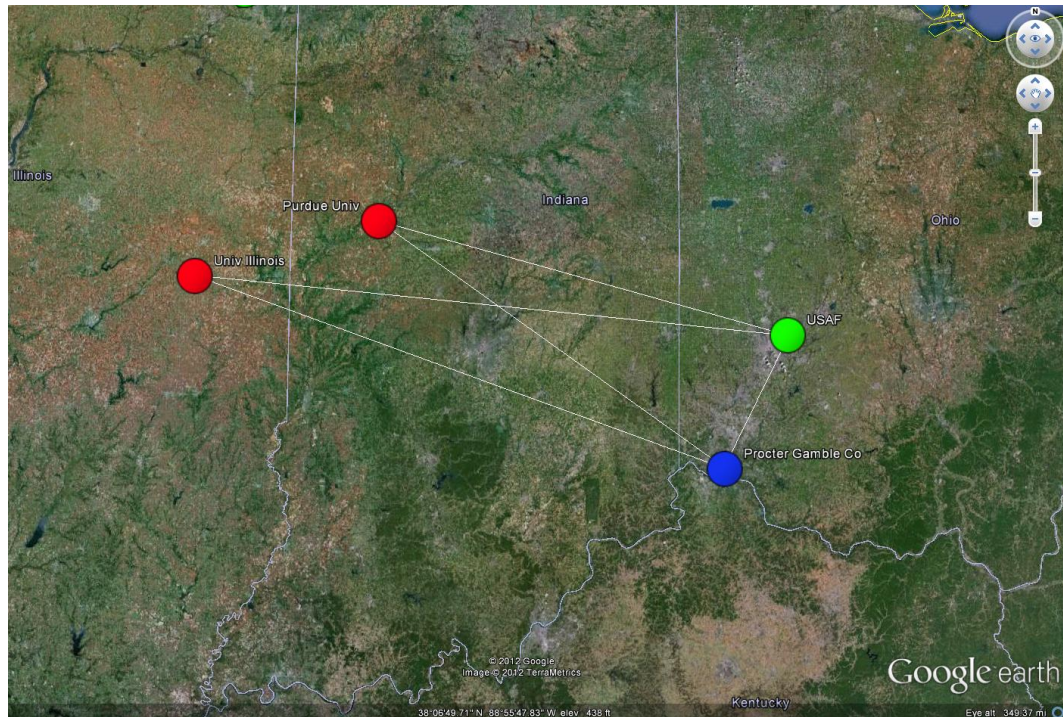 N
Illinois
Purdue Univ
Indiana
Ohio
Univ Illinois
USAF
Procter Gamble Co
© 2012 Google
Image © 2012 TerraMetrics
Google earth
Kentucky
38°06'49.71" N 88°55'47.83" W elev 438 ft
Eye alt 349.37 mi